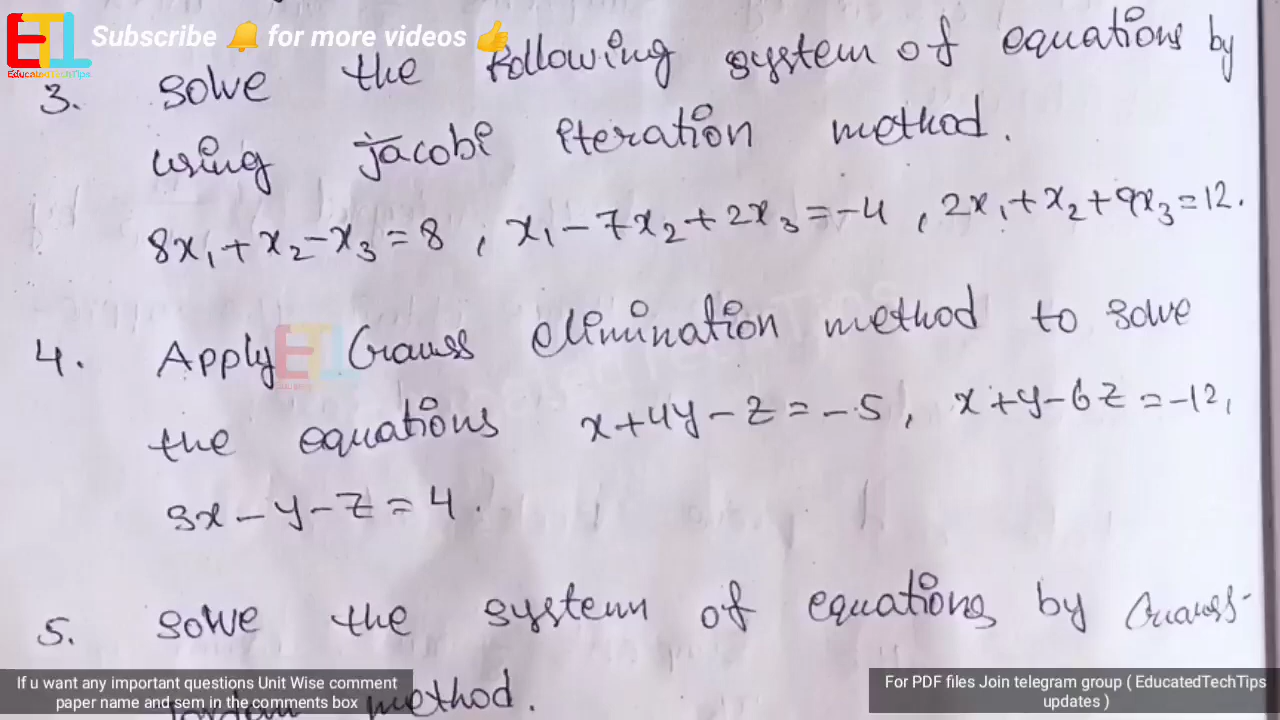 ETL
EducatedTechTips
Subscribe 🔔 for more videos 👍
3. solve the following system of equations by
using jacobi iteration method.
8x₁+x₂-x₃=8, x₁-7x₂+2x₃=-4, 2x₁+x₂+9x₃=12.
4. Apply Gauss elimination method to solve
the equations x+4y-z=-5, x+y-6z=-12,
3x-y-z=4.
5. solve the system of equations by Gauss-
Jordan method.
If u want any important questions Unit Wise comment
paper name and sem in the comments box
For PDF files Join telegram group ( EducatedTechTips
updates )